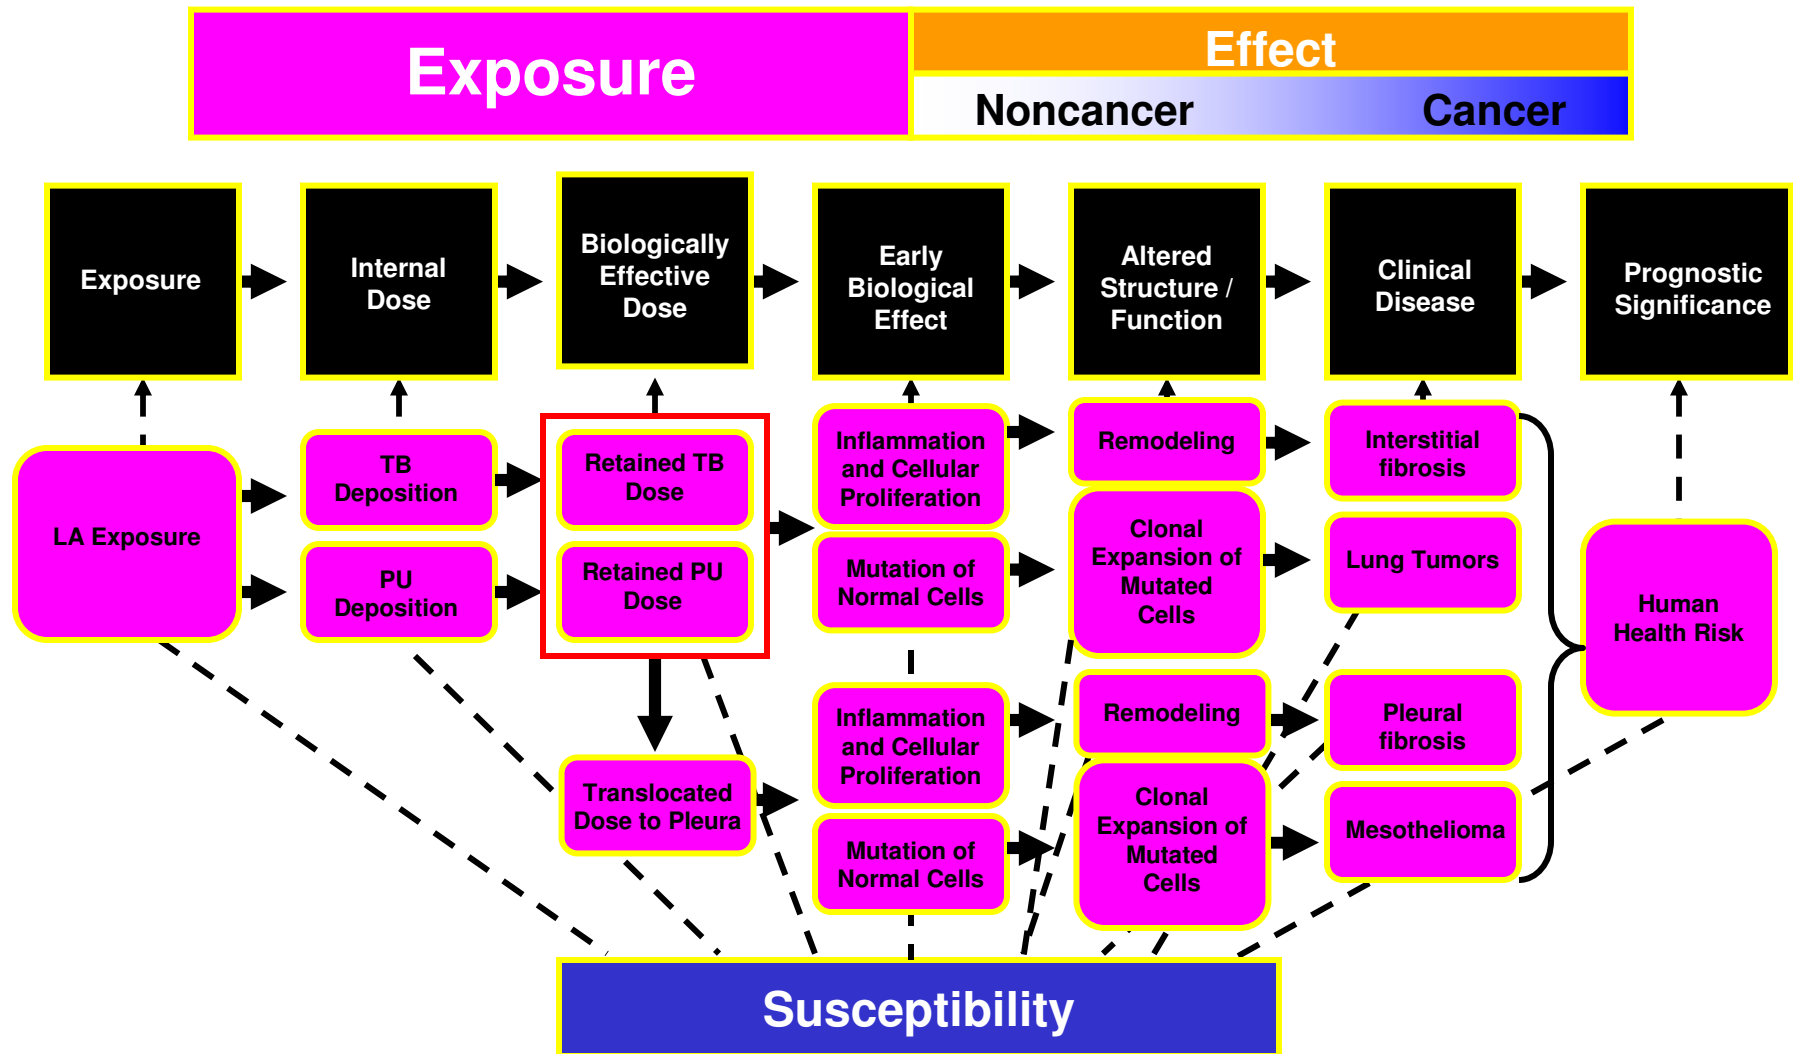 Exposure
Effect
Noncancer
Cancer
Exposure
Internal
Dose
Biologically
Effective
Dose
Early
Biological
Effect
Altered
Structure /
Function
Clinical
Disease
Prognostic
Significance
LA Exposure
TB
Deposition
PU
Deposition
Retained TB
Dose
Retained PU
Dose
Translocated
Dose to Pleura
Inflammation
and Cellular
Proliferation
Mutation of
Normal Cells
Inflammation
and Cellular
Proliferation
Mutation of
Normal Cells
Remodeling
Clonal
Expansion of
Mutated
Cells
Remodeling
Clonal
Expansion of
Mutated
Cells
Interstitial
fibrosis
Lung Tumors
Pleural
fibrosis
Mesothelioma
Human
Health Risk
Susceptibility